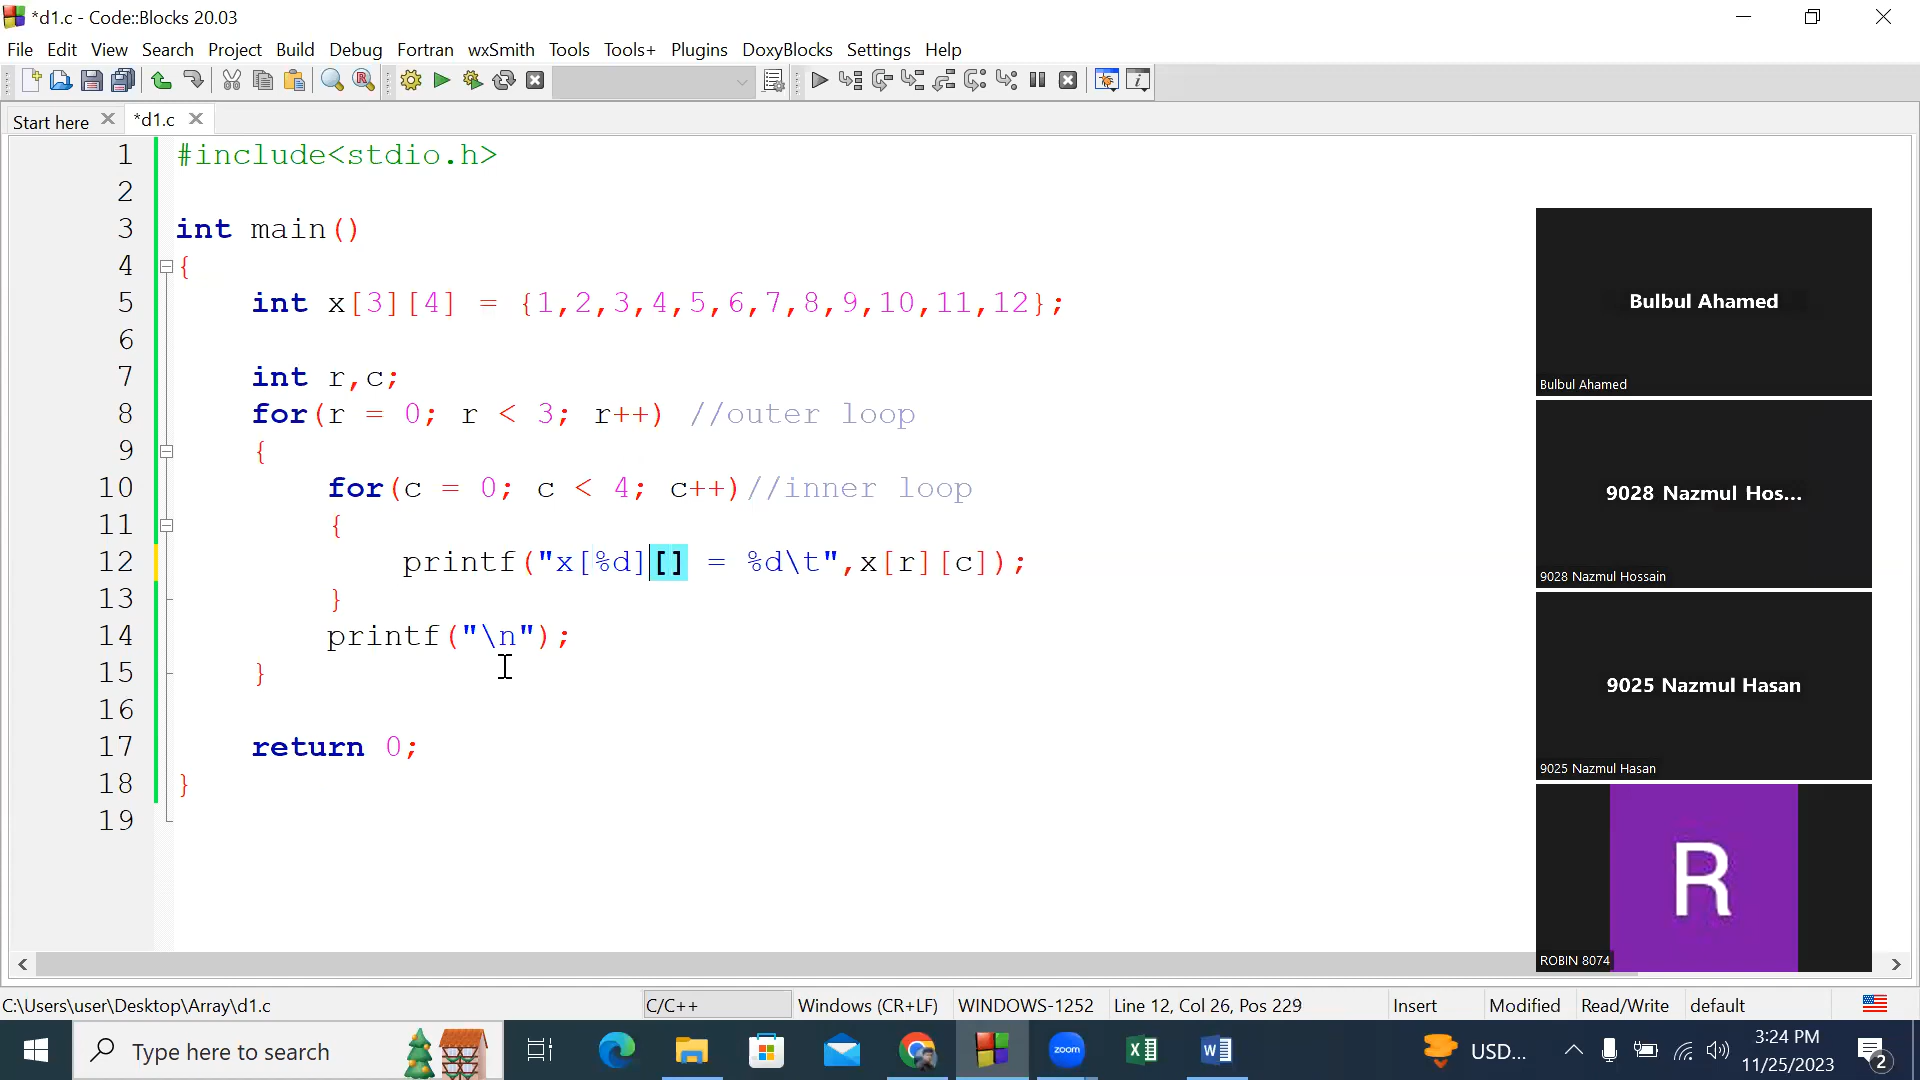 *d1.c - Code::Blocks 20.03
File Edit View Search Project Build Debug Fortran wxSmith Tools Tools+ Plugins DoxyBlocks Settings Help
Start here *d1.c
1 #include<stdio.h>
2
3 int main()
4 {
5 int x[3][4] = {1,2,3,4,5,6,7,8,9,10,11,12};
6
7 int r,c;
8 for(r = 0; r < 3; r++) //outer loop
9 {
10 for(c = 0; c < 4; c++)//inner loop
11 {
12 printf("x[%d][] = %d\t",x[r][c]);
13 }
14 printf("\n");
15 }
16
17 return 0;
18 }
19
Bulbul Ahamed
Bulbul Ahamed
9028 Nazmul Hos...
9028 Nazmul Hossain
9025 Nazmul Hasan
9025 Nazmul Hasan
R
ROBIN 8074
C:\Users\user\Desktop\Array\d1.c C/C++ Windows (CR+LF) WINDOWS-1252 Line 12, Col 26, Pos 229 Insert Modified Read/Write default
Type here to search zoom USD... 3:24 PM
11/25/2023 2